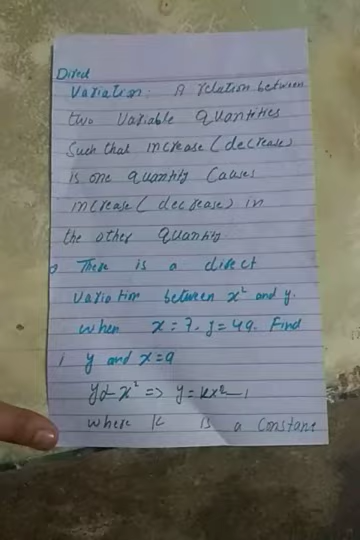 Direct
Variation: A relation between
two variable quantities
Such that increase (decrease)
is one quantity Causes
increase (decrease) in
the other quantity
There is a direct
variation between x² and y.
when x = 7, y = 49. Find
i y and x = 9
y ∝ x² => y = kx² — 1
where K is a Constant